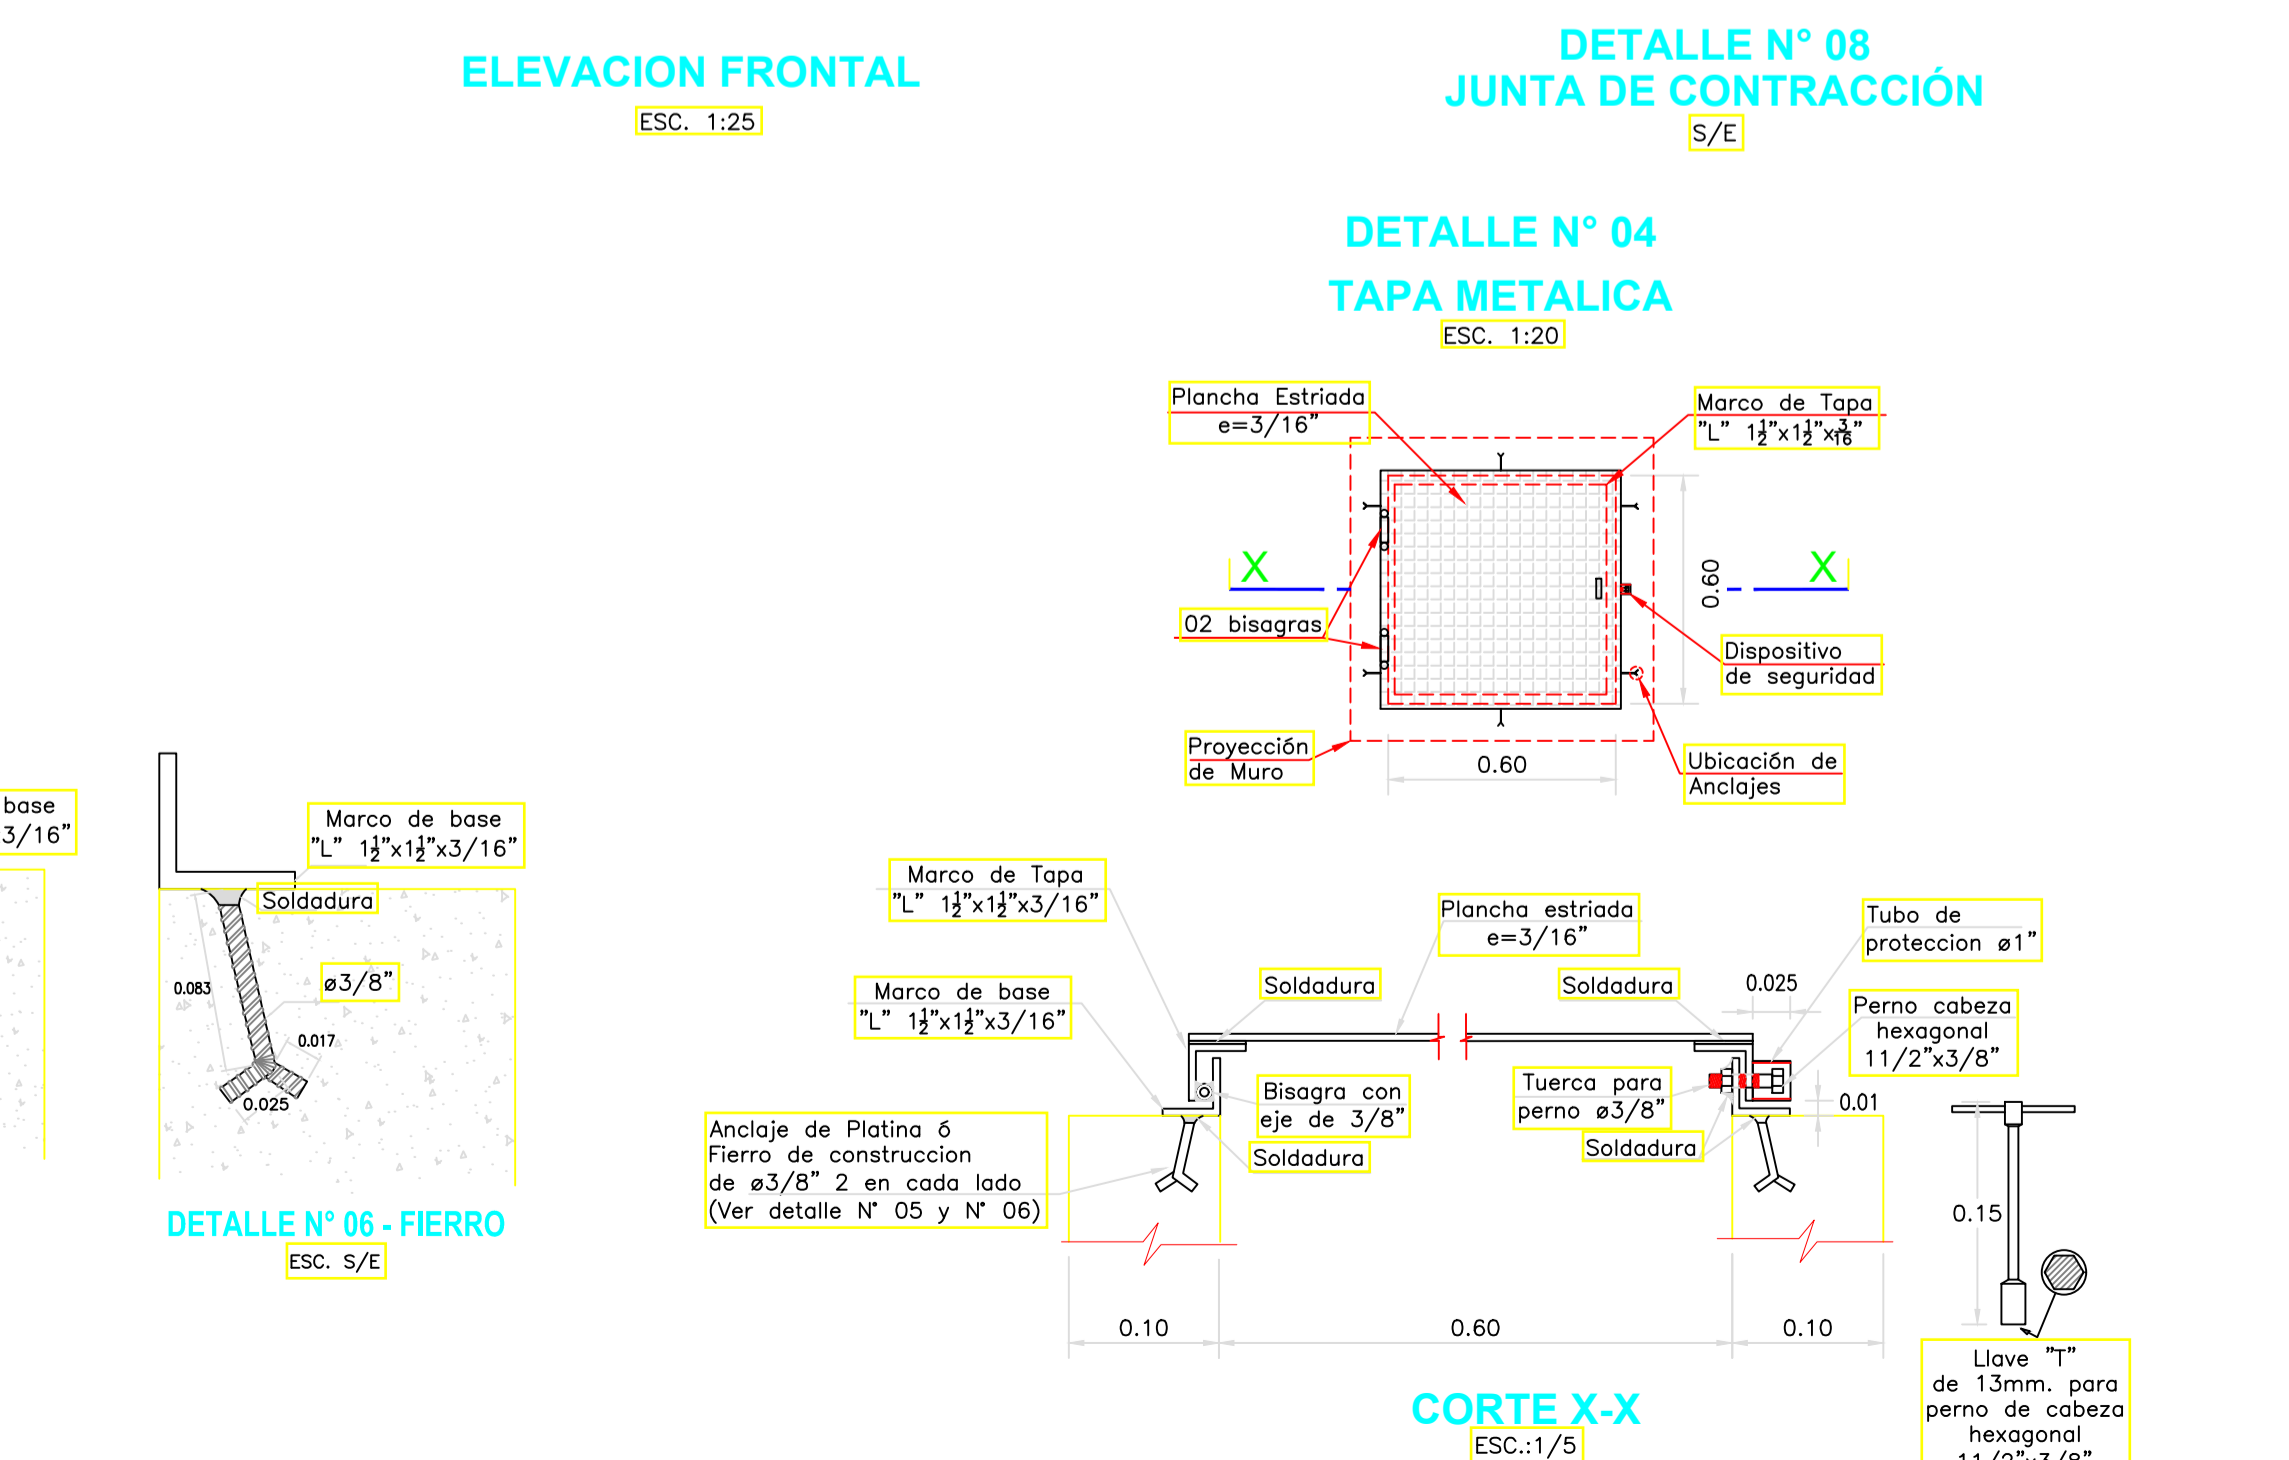 ELEVACION FRONTAL
ESC. 1:25
DETALLE N° 08
JUNTA DE CONTRACCIÓN
S/E
DETALLE N° 04
TAPA METALICA
ESC. 1:20
Plancha Estriada
e=3/16"
Marco de Tapa
"L" 1½"x1½"x3/16"
X
X
0.60
02 bisagras
Dispositivo
de seguridad
Proyección
de Muro
0.60
Ubicación de
Anclajes
base
3/16"
Marco de base
"L" 1½"x1½"x3/16"
Soldadura
ø3/8"
0.083
0.017
0.025
DETALLE N° 06 - FIERRO
ESC. S/E
Marco de Tapa
"L" 1½"x1½"x3/16"
Plancha estriada
e=3/16"
Tubo de
proteccion ø1"
Marco de base
"L" 1½"x1½"x3/16"
Soldadura
Soldadura
0.025
Perno cabeza
hexagonal
11/2"x3/8"
Bisagra con
eje de 3/8"
Tuerca para
perno ø3/8"
0.01
Anclaje de Platina ó
Fierro de construccion
de ø3/8" 2 en cada lado
(Ver detalle N° 05 y N° 06)
Soldadura
Soldadura
0.15
0.10
0.60
0.10
Llave "T"
de 13mm. para
perno de cabeza
hexagonal
11/2"x3/8"
CORTE X-X
ESC.:1/5